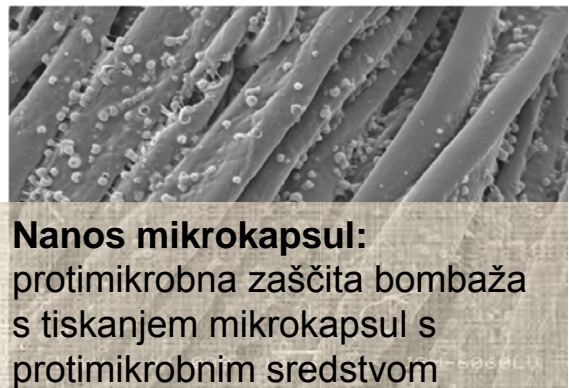 Nanos mikrokapsul:
protimikrobna zaščita bombaža
s tiskanjem mikrokapsul s
protimikrobnim sredstvom